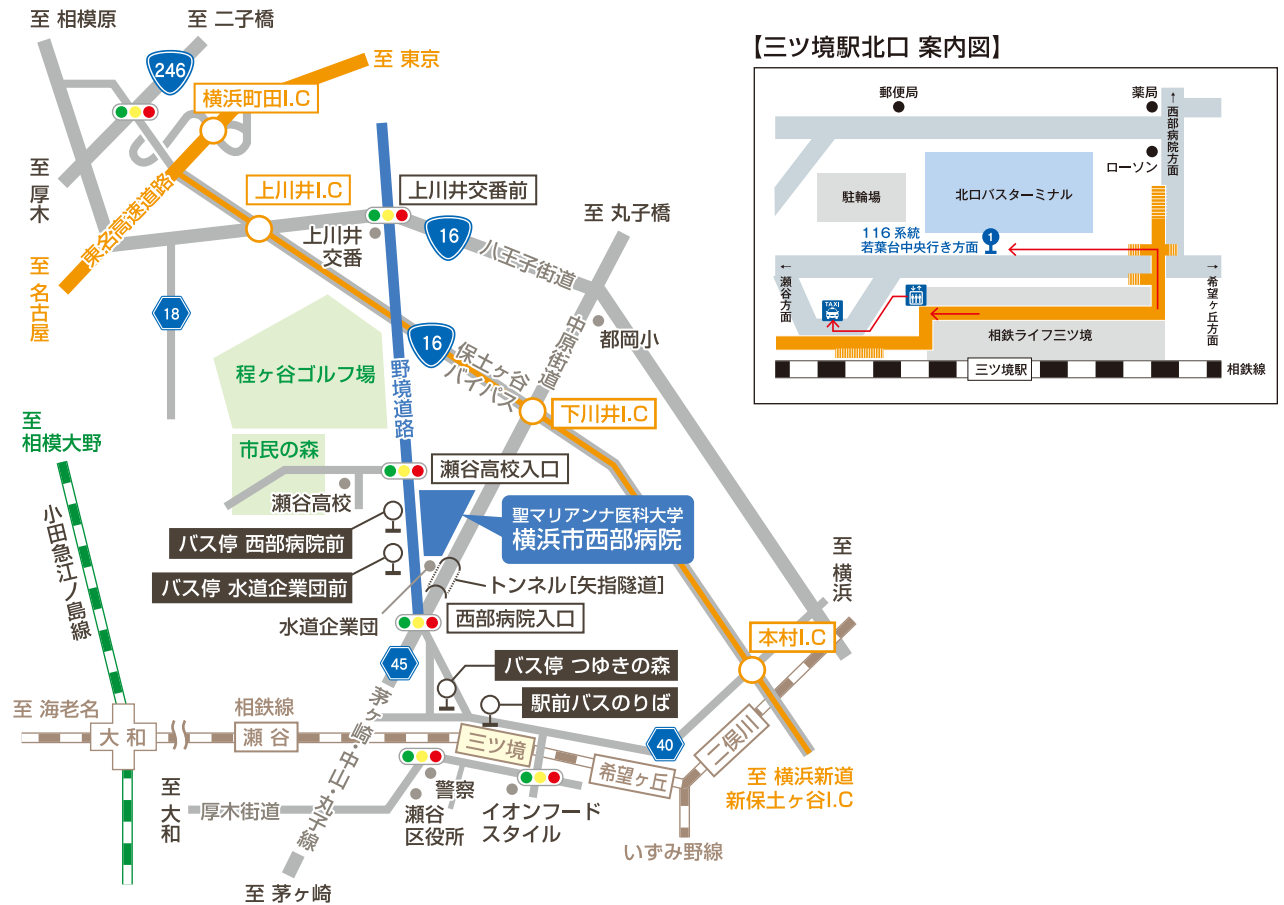 至 相模原
至 二子橋
246
至 東京
横浜町田I.C
至 厚木
東名高速道路
至 名古屋
上川井I.C
上川井交番前
上川井
交番
16
八王子街道
至 丸子橋
18
程ヶ谷ゴルフ場
市民の森
野境道路
16
保土ヶ谷
バイパス
中原街道
都岡小
下川井I.C
至
相模大野
小田急江ノ島線
瀬谷高校入口
瀬谷高校
聖マリアンナ医科大学
横浜市西部病院
バス停 西部病院前
バス停 水道企業団前
トンネル[矢指隧道]
水道企業団
西部病院入口
至 横浜
本村I.C
45
バス停 つゆきの森
駅前バスのりば
至 海老名
相鉄線
大和
瀬谷
三ツ境
希望ヶ丘
二俣川
40
茅ヶ崎・中山・丸子線
至 大和
厚木街道
警察
瀬谷
区役所
イオンフード
スタイル
いずみ野線
至 横浜新道
新保土ヶ谷I.C
至 茅ヶ崎
【三ツ境駅北口 案内図】
郵便局
薬局
←西部病院方面
ローソン
駐輪場
北口バスターミナル
116系統
若葉台中央行き方面
1
←
瀬谷方面
TAXI
→
希望ヶ丘方面
相鉄ライフ三ツ境
三ツ境駅
相鉄線